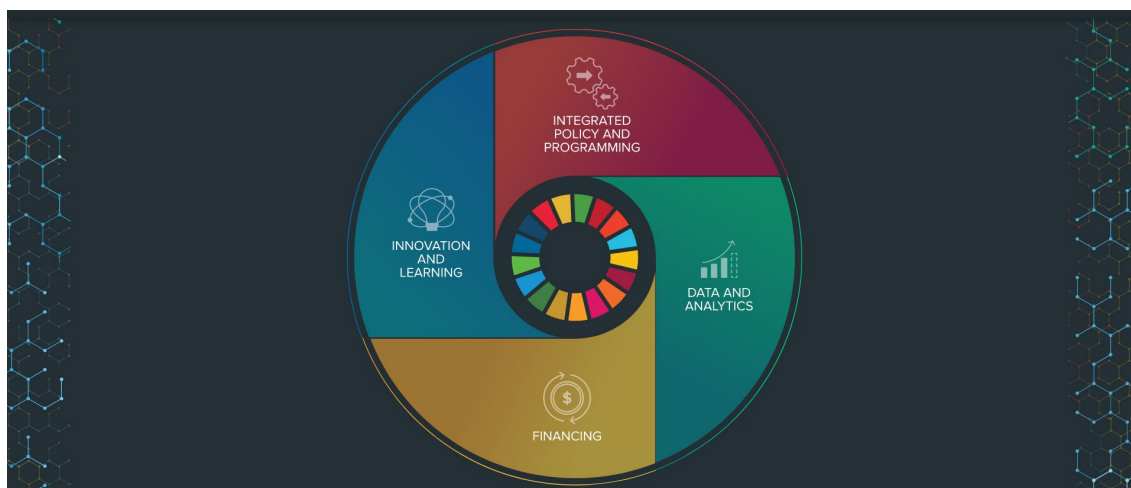 INTEGRATED
POLICY AND
PROGRAMMING
INNOVATION
AND
LEARNING
DATA AND
ANALYTICS
$
FINANCING